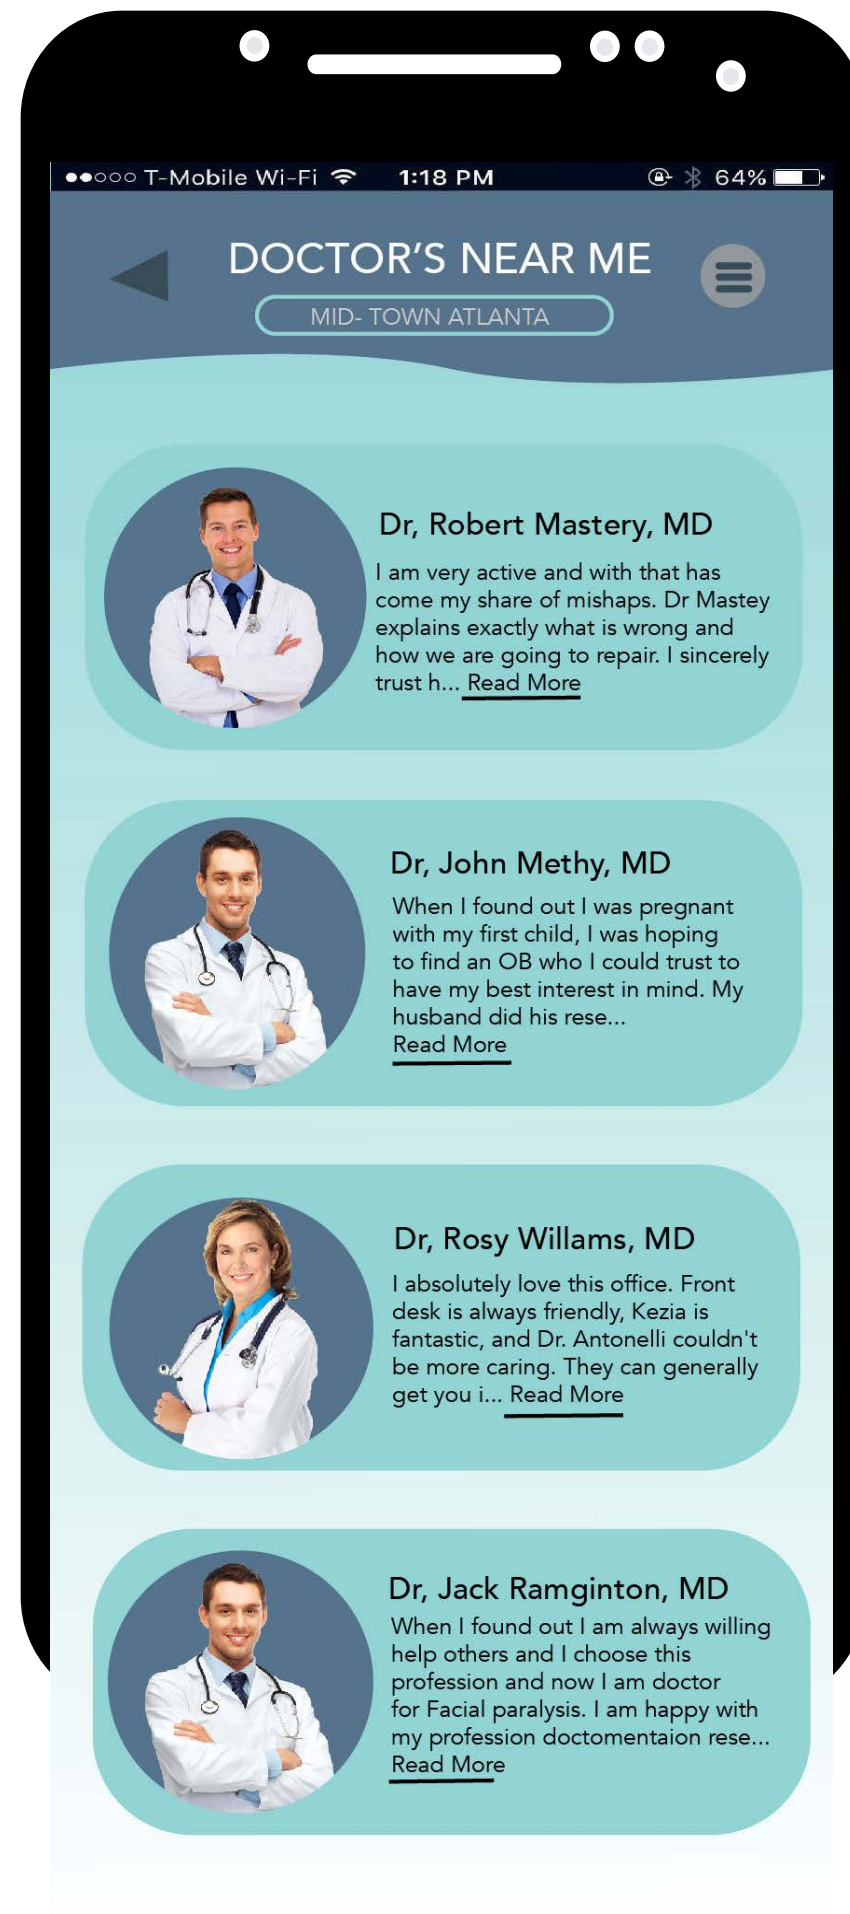 T-Mobile Wi-Fi 1:18 PM 64%
DOCTOR'S NEAR ME
MID- TOWN ATLANTA
Dr, Robert Mastery, MD
I am very active and with that has
come my share of mishaps. Dr Mastey
explains exactly what is wrong and
how we are going to repair. I sincerely
trust h... Read More
Dr, John Methy, MD
When I found out I was pregnant
with my first child, I was hoping
to find an OB who I could trust to
have my best interest in mind. My
husband did his rese...
Read More
Dr, Rosy Willams, MD
I absolutely love this office. Front
desk is always friendly, Kezia is
fantastic, and Dr. Antonelli couldn't
be more caring. They can generally
get you i... Read More
Dr, Jack Ramginton, MD
When I found out I am always willing
help others and I choose this
profession and now I am doctor
for Facial paralysis. I am happy with
my profession doctomentaion rese...
Read More